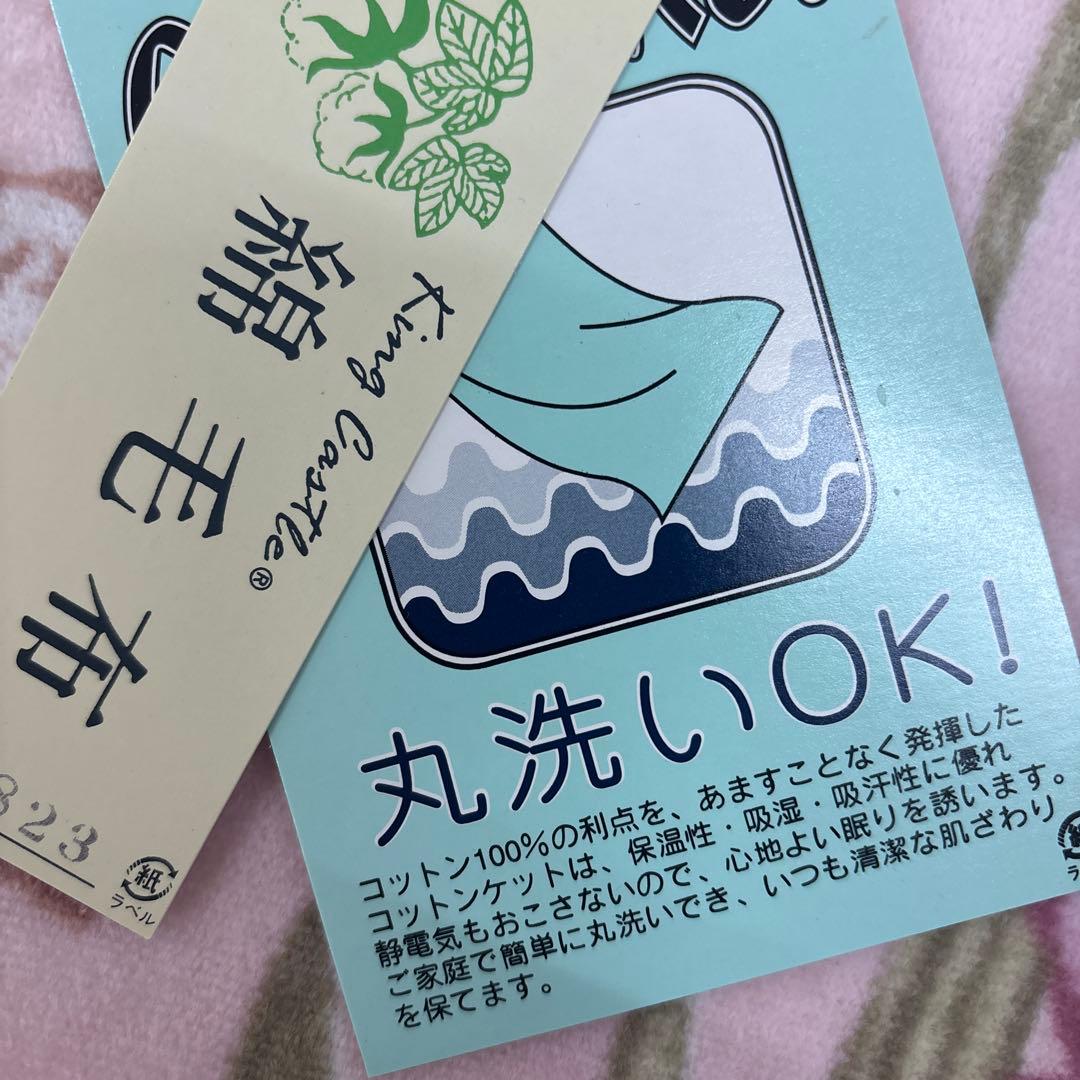 King Castle®
綿毛布
823
紙
ラベル
丸洗いOK!
コットン100%の利点を、あますことなく発揮した
コットンケットは、保温性・吸湿・吸汗性に優れ
静電気もおこさないので、心地よい眠りを誘います。
ご家庭で簡単に丸洗いでき、いつも清潔な肌ざわり
を保てます。
ラ